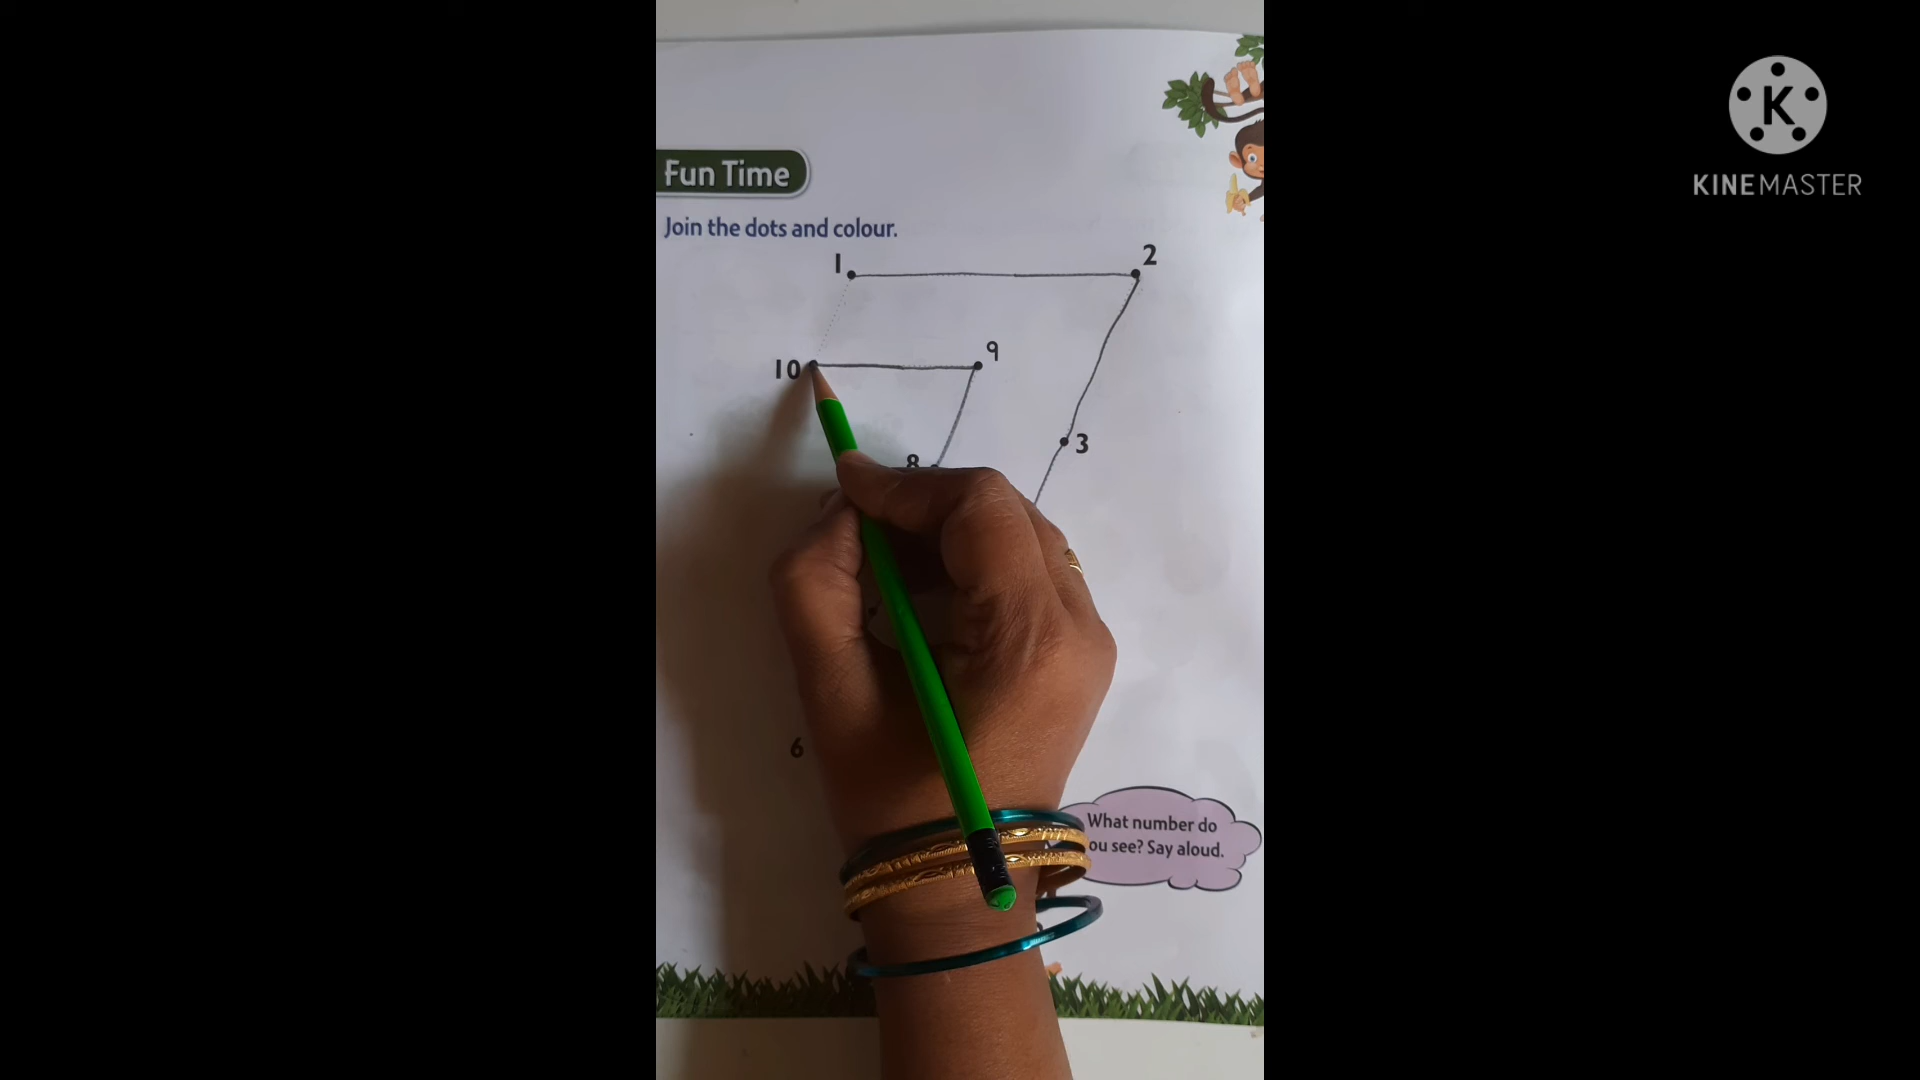 KINEMASTER
Fun Time
Join the dots and colour.
1
2
10
9
3
8
6
What number do
ou see? Say aloud.